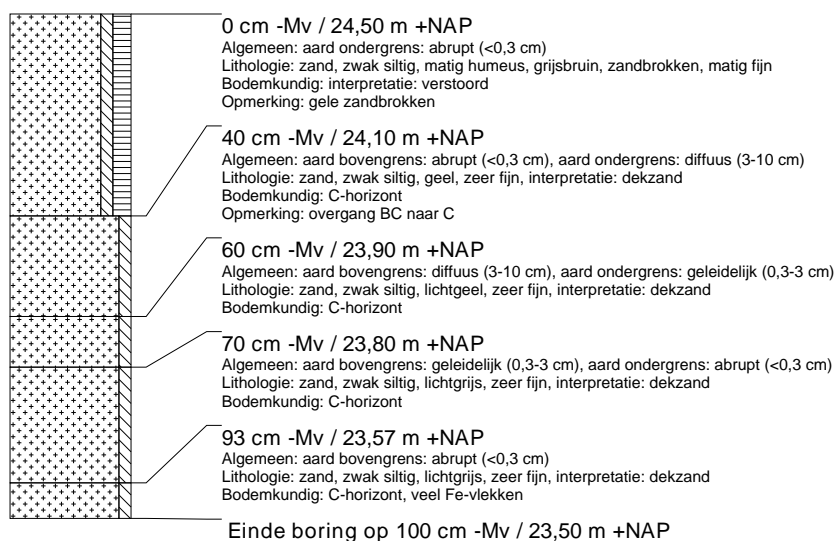 0 cm -Mv / 24,50 m +NAP
Algemeen: aard ondergrens: abrupt (<0,3 cm)
Lithologie: zand, zwak siltig, matig humeus, grijsbruin, zandbrokken, matig fijn
Bodemkundig: interpretatie: verstoord
Opmerking: gele zandbrokken
40 cm -Mv / 24,10 m +NAP
Algemeen: aard bovengrens: abrupt (<0,3 cm), aard ondergrens: diffuus (3-10 cm)
Lithologie: zand, zwak siltig, geel, zeer fijn, interpretatie: dekzand
Bodemkundig: C-horizont
Opmerking: overgang BC naar C
60 cm -Mv / 23,90 m +NAP
Algemeen: aard bovengrens: diffuus (3-10 cm), aard ondergrens: geleidelijk (0,3-3 cm)
Lithologie: zand, zwak siltig, lichtgeel, zeer fijn, interpretatie: dekzand
Bodemkundig: C-horizont
70 cm -Mv / 23,80 m +NAP
Algemeen: aard bovengrens: geleidelijk (0,3-3 cm), aard ondergrens: abrupt (<0,3 cm)
Lithologie: zand, zwak siltig, lichtgrijs, zeer fijn, interpretatie: dekzand
Bodemkundig: C-horizont
93 cm -Mv / 23,57 m +NAP
Algemeen: aard bovengrens: abrupt (<0,3 cm)
Lithologie: zand, zwak siltig, lichtgrijs, zeer fijn, interpretatie: dekzand
Bodemkundig: C-horizont, veel Fe-vlekken
Einde boring op 100 cm -Mv / 23,50 m +NAP